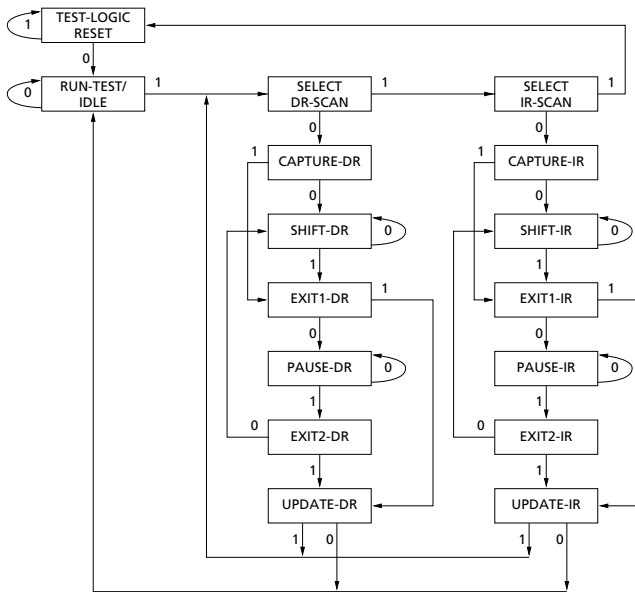 1
TEST-LOGIC
RESET
0
0
RUN-TEST/
IDLE
1
SELECT
DR-SCAN
1
SELECT
IR-SCAN
1
0
0
1
CAPTURE-DR
1
CAPTURE-IR
0
0
SHIFT-DR
0
SHIFT-IR
0
1
1
EXIT1-DR
1
EXIT1-IR
1
0
0
PAUSE-DR
0
PAUSE-IR
0
1
1
0
EXIT2-DR
0
EXIT2-IR
1
1
UPDATE-DR
UPDATE-IR
1
0
1
0